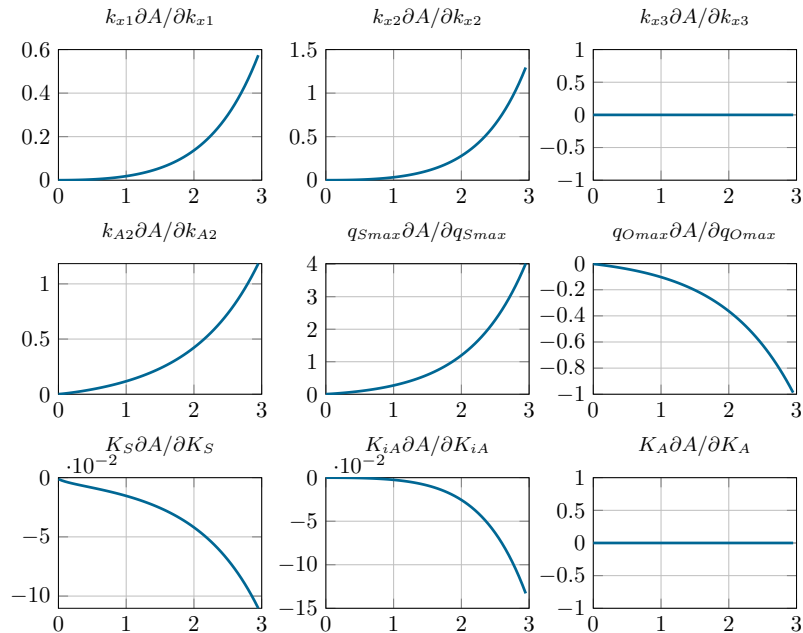 k_{x1}∂A/∂k_{x1} k_{x2}∂A/∂k_{x2} k_{x3}∂A/∂k_{x3}
0.6 1.5 1
0.4 1 0.5
0.2 0.5 0
−0.5
0 0 −1
0 1 2 3 0 1 2 3 0 1 2 3
k_{A2}∂A/∂k_{A2} q_{Smax}∂A/∂q_{Smax} q_{Omax}∂A/∂q_{Omax}
1 4 0
3 −0.2
0.5 2 −0.4
−0.6
1 −0.8
0 0 −1
0 1 2 3 0 1 2 3 0 1 2 3
K_S∂A/∂K_S K_{iA}∂A/∂K_{iA} K_A∂A/∂K_A
·10^{−2} ·10^{−2}
0 0 1
−5 −5 0.5
0
−10 −10 −0.5
−15 −1
0 1 2 3 0 1 2 3 0 1 2 3